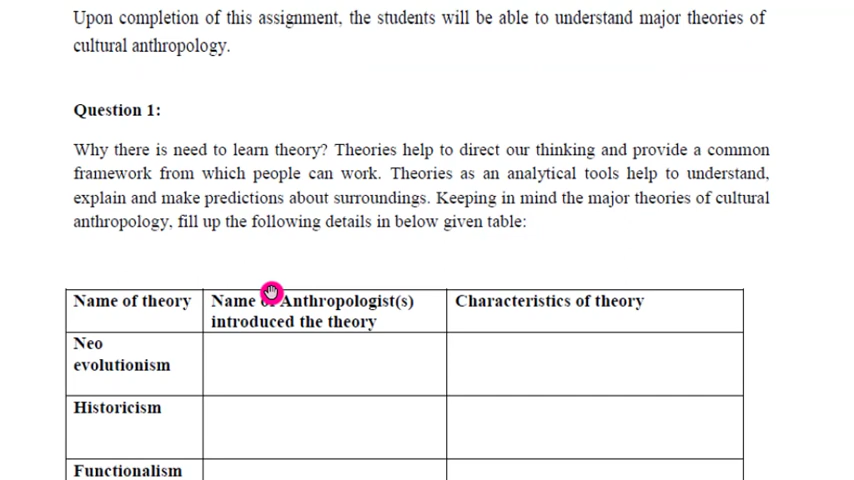 Upon completion of this assignment, the students will be able to understand major theories of
cultural anthropology.
Question 1:
Why there is need to learn theory? Theories help to direct our thinking and provide a common
framework from which people can work. Theories as an analytical tools help to understand,
explain and make predictions about surroundings. Keeping in mind the major theories of cultural
anthropology, fill up the following details in below given table:
Name of theory
Name of Anthropologist(s)
introduced the theory
Characteristics of theory
Neo
evolutionism
Historicism
Functionalism